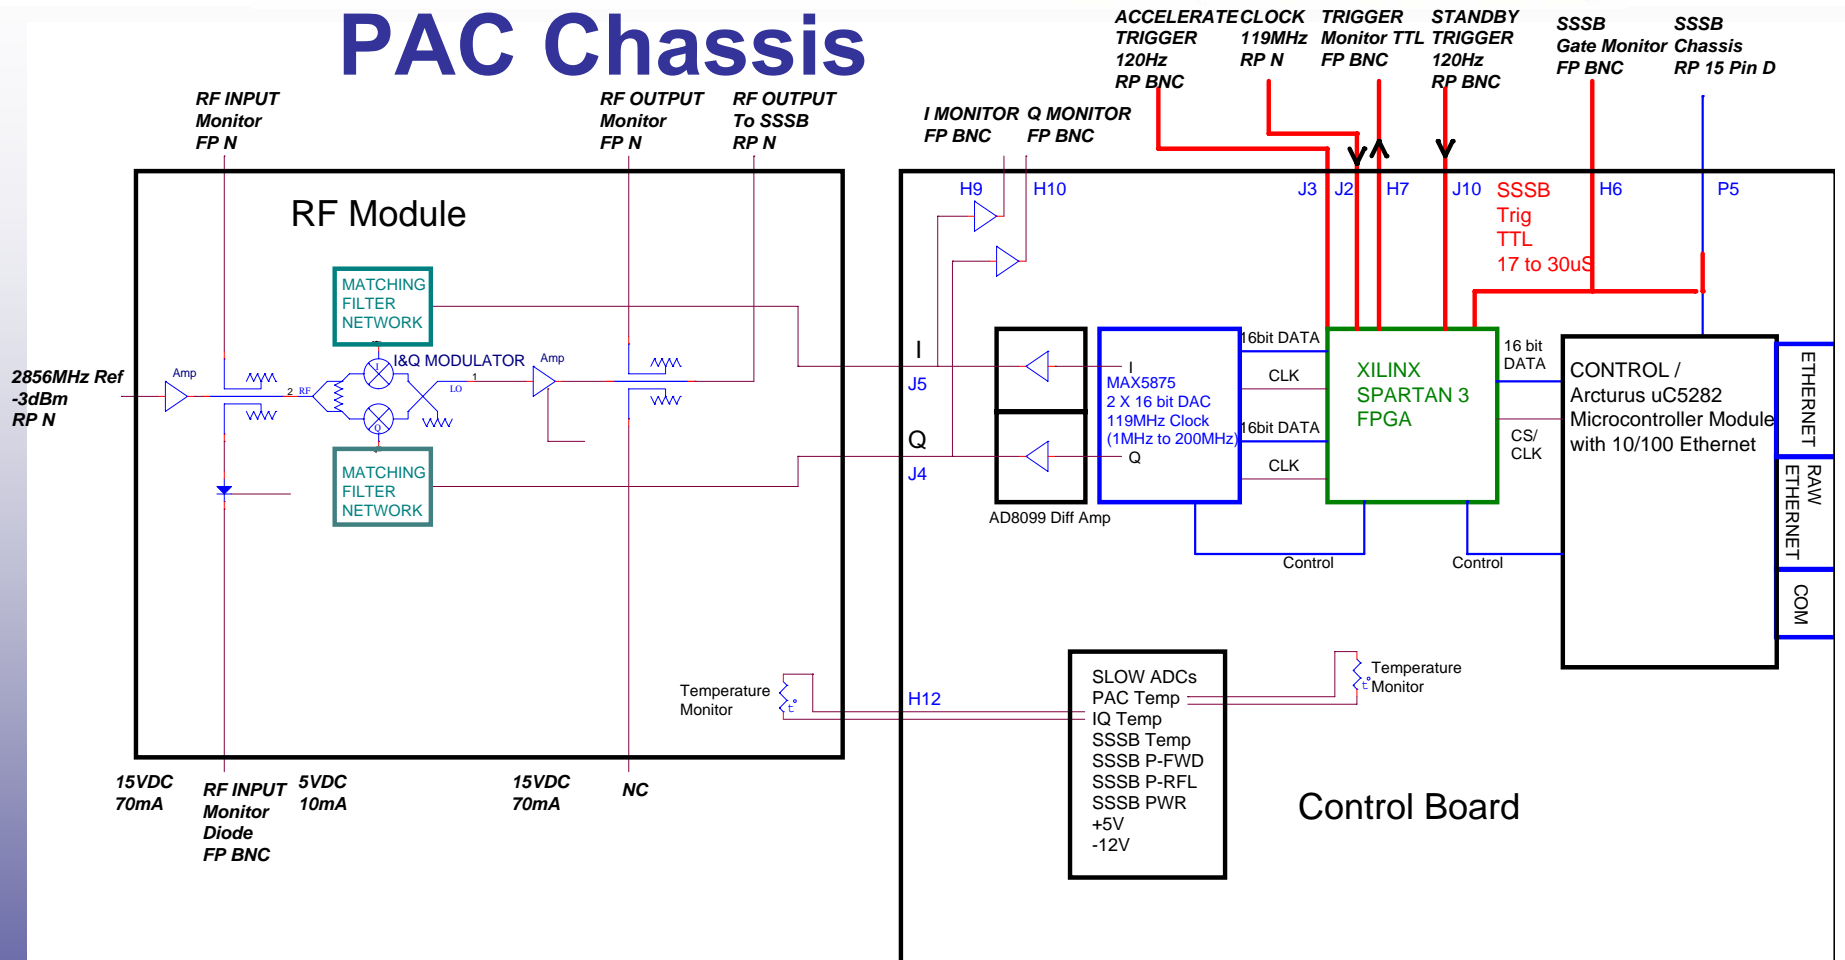 PAC Chassis
ACCELERATE
TRIGGER
120Hz
RP BNC
CLOCK
119MHz
RP N
TRIGGER
Monitor TTL
FP BNC
STANDBY
TRIGGER
120Hz
RP BNC
SSSB
Gate Monitor
FP BNC
SSSB
Chassis
RP 15 Pin D
RF INPUT
Monitor
FP N
RF OUTPUT
Monitor
FP N
RF OUTPUT
To SSSB
RP N
I MONITOR
FP BNC
Q MONITOR
FP BNC
RF Module
H9
H10
J3
J2
H7
J10
SSSB
Trig
TTL
17 to 30uS
H6
P5
MATCHING
FILTER
NETWORK
I&Q MODULATOR
Amp
Amp
2856MHz Ref
-3dBm
RP N
2
RF
I
Q
LO
1
MATCHING
FILTER
NETWORK
I
J5
Q
J4
I
MAX5875
2 X 16 bit DAC
119MHz Clock
(1MHz to 200MHz)
Q
AD8099 Diff Amp
16bit DATA
CLK
16bit DATA
CLK
XILINX
SPARTAN 3
FPGA
16 bit
DATA
CS/
CLK
CONTROL /
Arcturus uC5282
Microcontroller Module
with 10/100 Ethernet
ETHERNET
RAW
ETHERNET
COM
Control
Control
Temperature
Monitor
t°
H12
SLOW ADCs
PAC Temp
IQ Temp
SSSB Temp
SSSB P-FWD
SSSB P-RFL
SSSB PWR
+5V
-12V
t°
Temperature
Monitor
15VDC
70mA
RF INPUT
Monitor
Diode
FP BNC
5VDC
10mA
15VDC
70mA
NC
Control Board